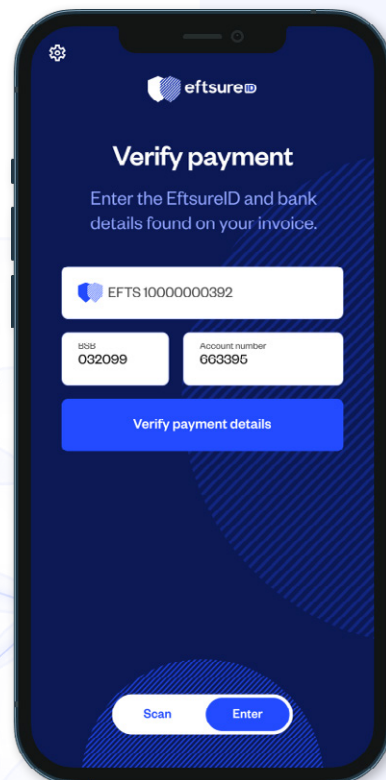 eftsure ID
Verify payment
Enter the EftsureID and bank
details found on your invoice.
EFTS 10000000392
BSB
032099
Account number
663395
Verify payment details
Scan
Enter